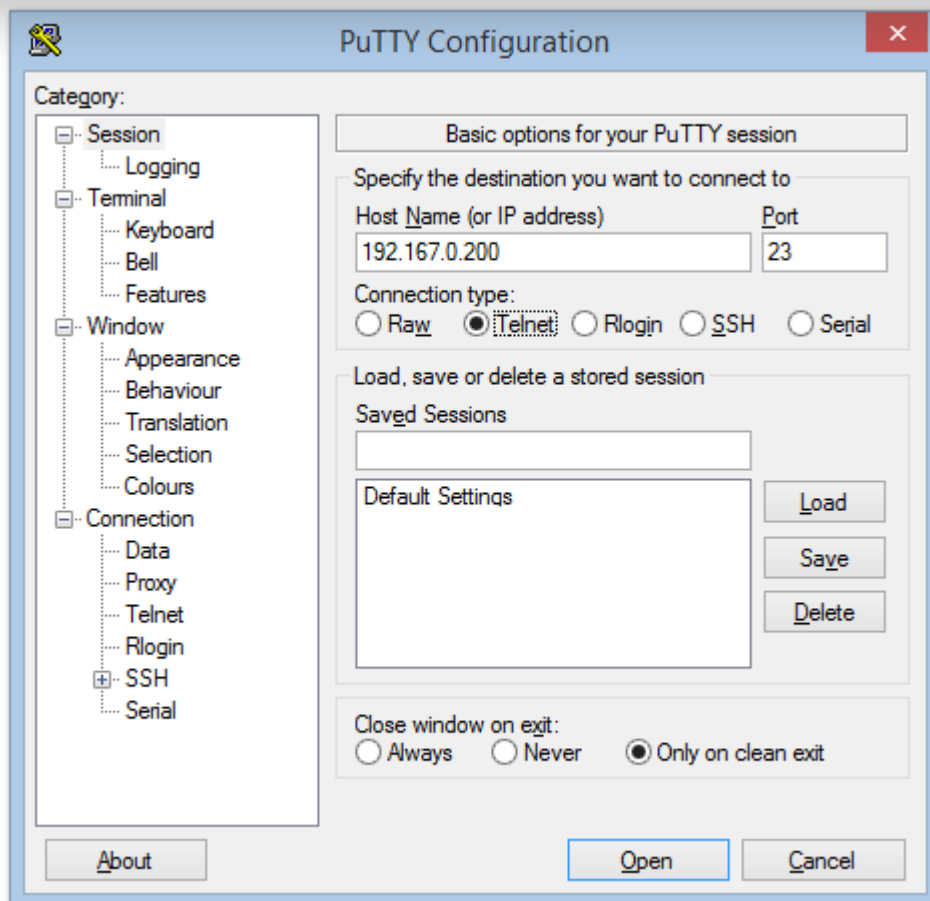 PuTTY Configuration
Category:
Session
Logging
Terminal
Keyboard
Bell
Features
Window
Appearance
Behaviour
Translation
Selection
Colours
Connection
Data
Proxy
Telnet
Rlogin
SSH
Serial
Basic options for your PuTTY session
Specify the destination you want to connect to
Host Name (or IP address) Port
192.167.0.200 23
Connection type:
Raw Telnet Rlogin SSH Serial
Load, save or delete a stored session
Saved Sessions
Default Settings
Load
Save
Delete
Close window on exit:
Always Never Only on clean exit
About Open Cancel